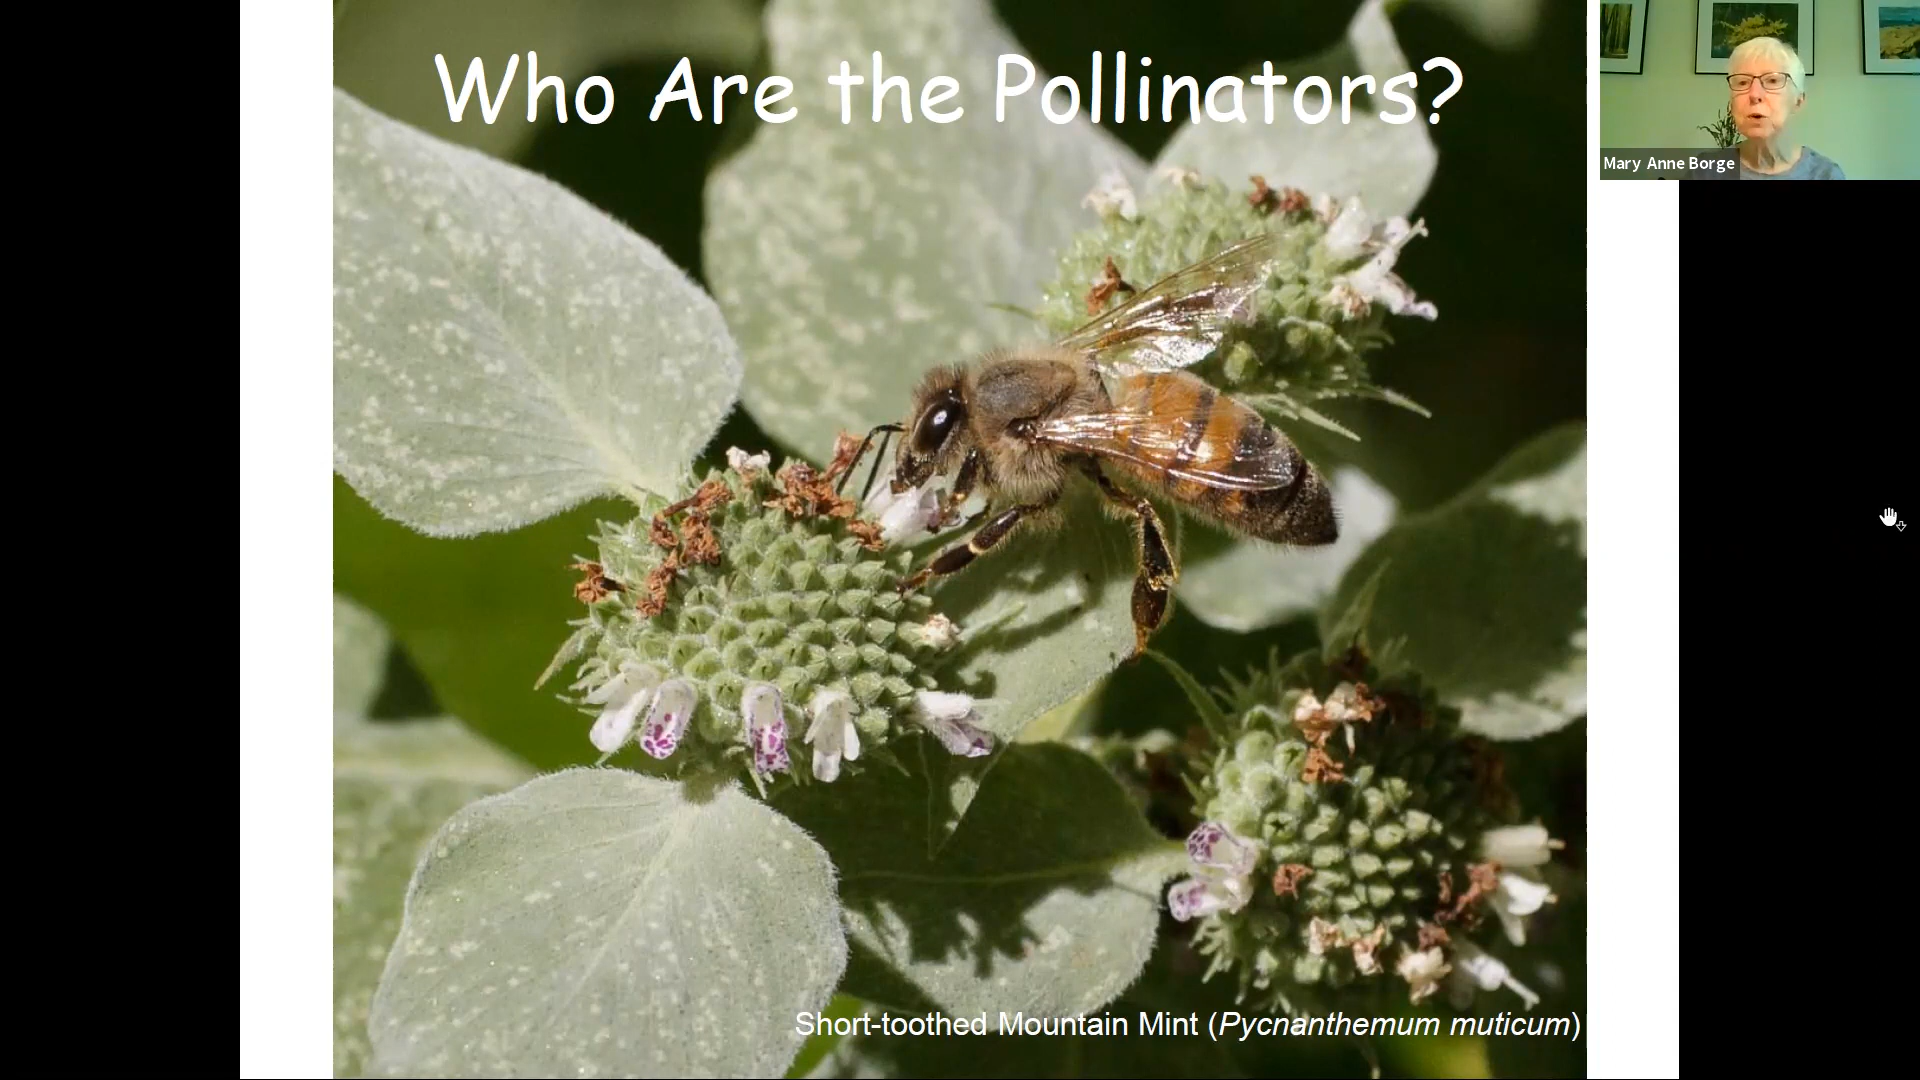 Who Are the Pollinators?
Mary Anne Borge
Short-toothed Mountain Mint (Pycnanthemum muticum)